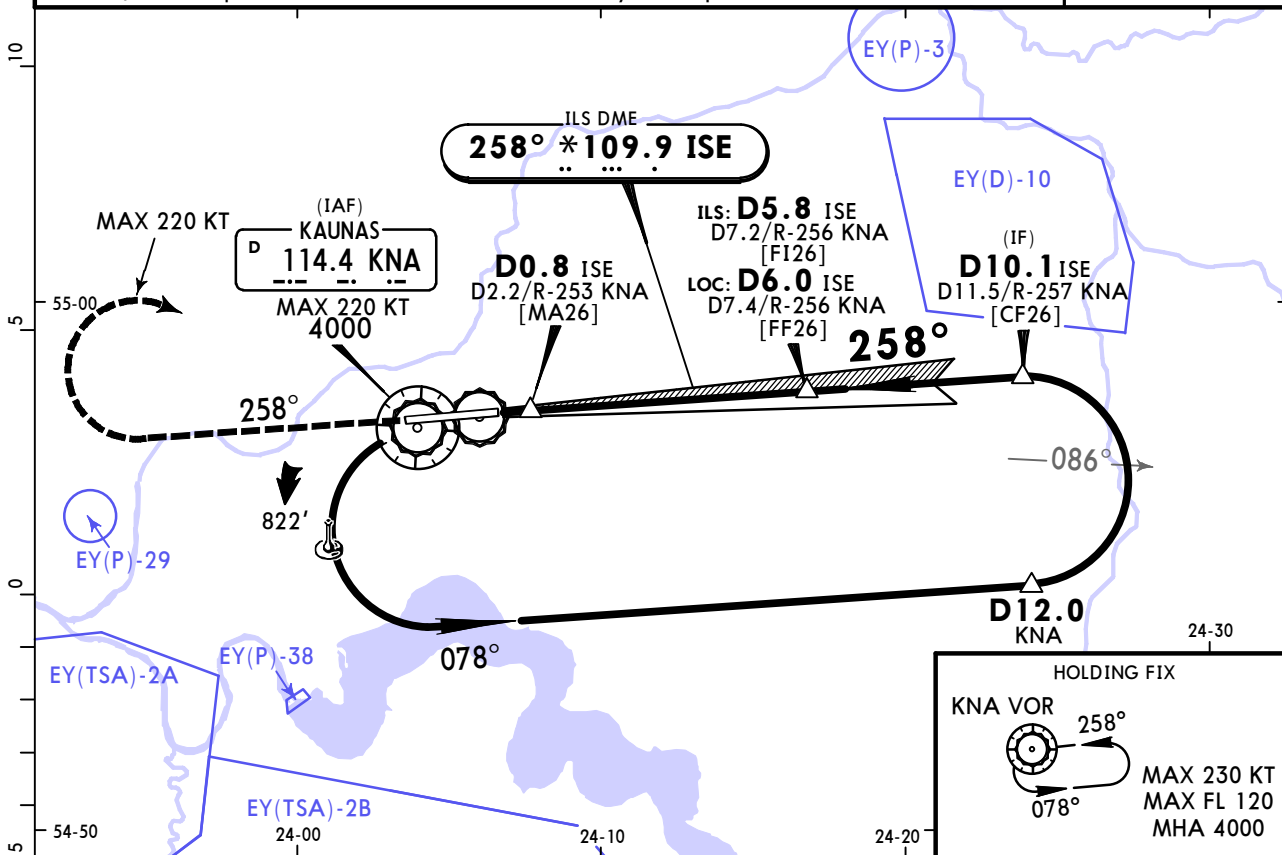 10
5
0
5
EY(P)-3
ILS DME
258° *109.9 ISE
EY(D)-10
MAX 220 KT
(IAF)
KAUNAS
D
114.4 KNA
MAX 220 KT
4000
D0.8 ISE
D2.2/R-253 KNA
[MA26]
ILS: D5.8 ISE
D7.2/R-256 KNA
[FI26]
LOC: D6.0 ISE
D7.4/R-256 KNA
[FF26]
(IF)
D10.1 ISE
D11.5/R-257 KNA
[CF26]
55-00
258°
258°
086°
822'
EY(P)-29
D12.0
KNA
078°
24-30
EY(P)-38
EY(TSA)-2A
EY(TSA)-2B
54-50
24-00
24-10
24-20
HOLDING FIX
KNA VOR
258°
078°
MAX 230 KT
MAX FL 120
MHA 4000